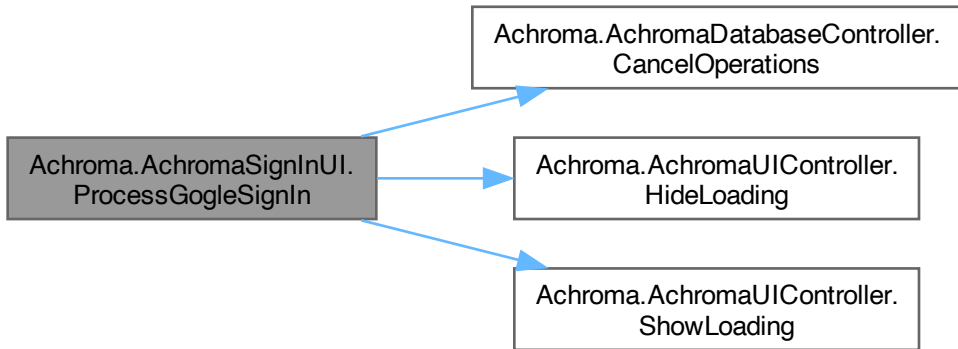 Achroma.AchromaDatabaseController.
CancelOperations
Achroma.AchromaSignInUI.
ProcessGogleSignIn
Achroma.AchromaUIController.
HideLoading
Achroma.AchromaUIController.
ShowLoading